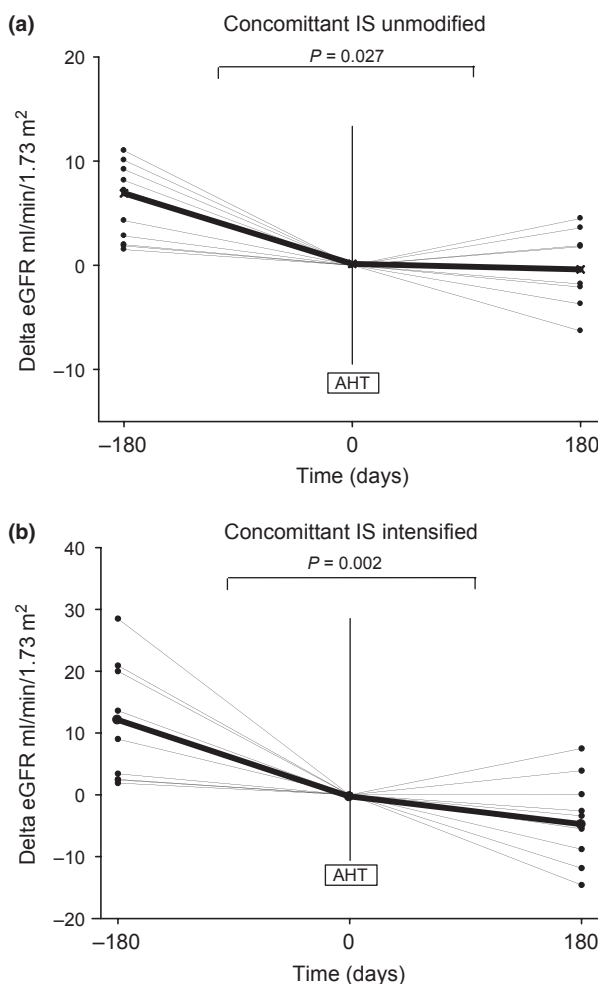 (a) Concomittant IS unmodified
P = 0.027
20
10
0
–10
Delta eGFR ml/min/1.73 m²
AHT
–180 0 180
Time (days)
(b) Concomittant IS intensified
P = 0.002
40
30
20
10
0
–10
–20
Delta eGFR ml/min/1.73 m²
AHT
–180 0 180
Time (days)